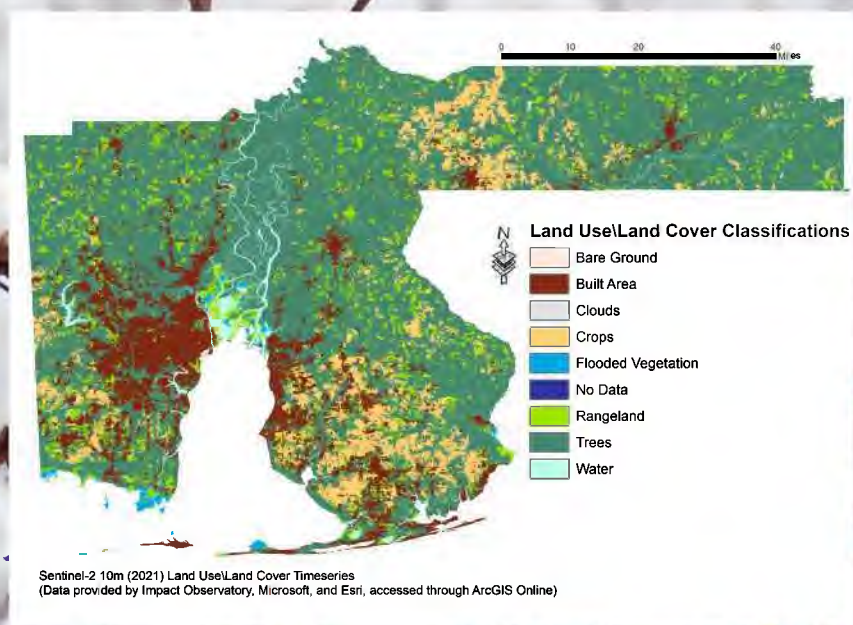 0 10 20 40
Miles
N
Land Use\Land Cover Classifications
Bare Ground
Built Area
Clouds
Crops
Flooded Vegetation
No Data
Rangeland
Trees
Water
Sentinel-2 10m (2021) Land Use\Land Cover Timeseries
(Data provided by Impact Observatory, Microsoft, and Esri, accessed through ArcGIS Online)